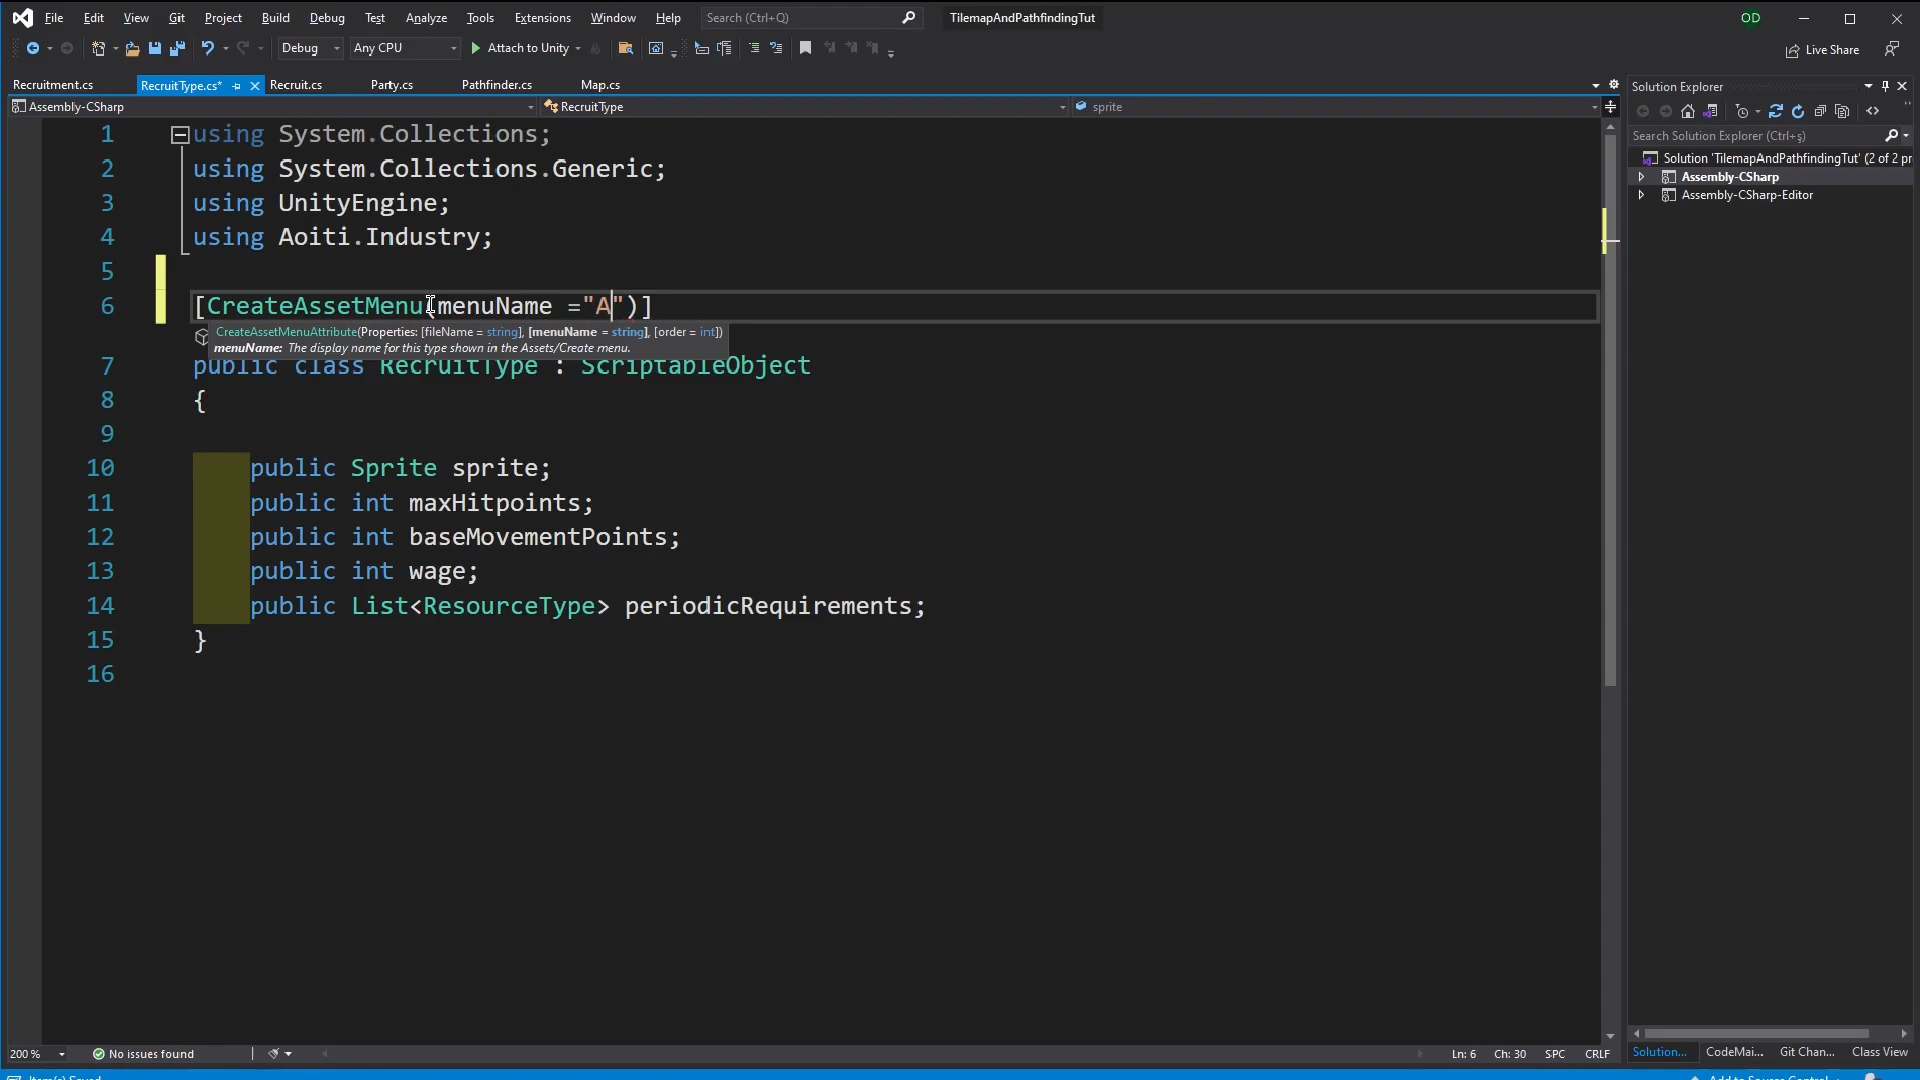 File Edit View Git Project Build Debug Test Analyze Tools Extensions Window Help Search (Ctrl+Q) TilemapAndPathfindingTut OD
Debug Any CPU Attach to Unity Live Share
Recruitment.cs RecruitType.cs* Recruit.cs Party.cs Pathfinder.cs Map.cs
Assembly-CSharp RecruitType sprite
1 using System.Collections;
2 using System.Collections.Generic;
3 using UnityEngine;
4 using Aoiti.Industry;
5
6 [CreateAssetMenu(menuName ="A")]
CreateAssetMenuAttribute(Properties: [fileName = string], [menuName = string], [order = int])
menuName: The display name for this type shown in the Assets/Create menu.
7 public class RecruitType : ScriptableObject
8 {
9
10 public Sprite sprite;
11 public int maxHitpoints;
12 public int baseMovementPoints;
13 public int wage;
14 public List<ResourceType> periodicRequirements;
15 }
16
Solution Explorer
Search Solution Explorer (Ctrl+ş)
Solution 'TilemapAndPathfindingTut' (2 of 2 pr
Assembly-CSharp
Assembly-CSharp-Editor
200 % No issues found Ln: 6 Ch: 30 SPC CRLF
Solution... CodeMai... Git Chan... Class View
Item(s) Saved Add to Source Control